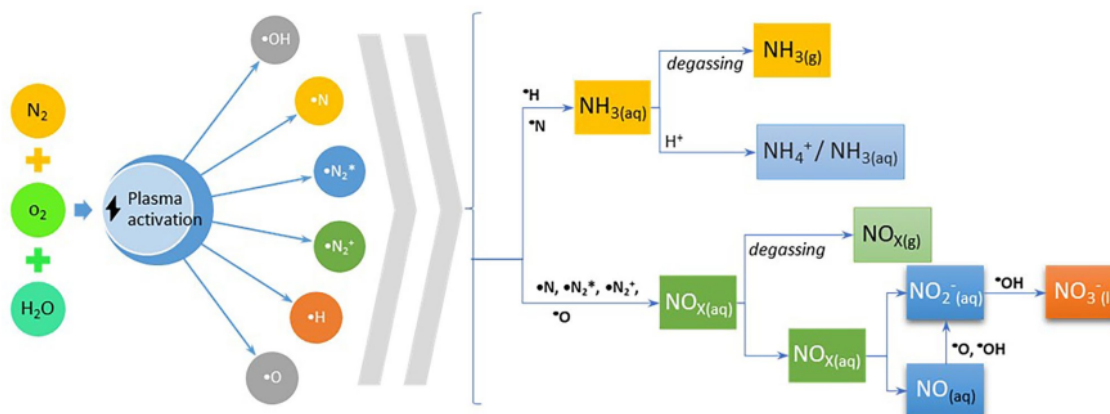 N₂
O₂
H₂O
Plasma
activation
•OH
•N
•N₂*
•N₂⁺
•H
•O
•H
•N
NH₃(aq)
degassing
NH₃(g)
H⁺
NH₄⁺ / NH₃(aq)
•N, •N₂*, •N₂⁺,
•O
NOX(aq)
degassing
NOX(g)
NOX(aq)
NO₂⁻(aq)
•OH
NO₃⁻(l
•O, •OH
NO(aq)